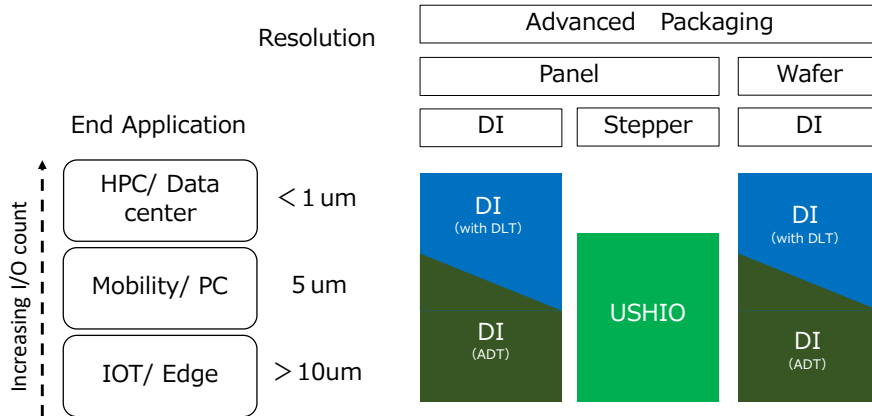 Resolution
Advanced Packaging
Panel
Wafer
End Application
DI
Stepper
DI
Increasing I/O count
HPC/ Data
center
＜1 um
Mobility/ PC
5 um
IOT/ Edge
＞10um
DI
(with DLT)
DI
(ADT)
USHIO
DI
(with DLT)
DI
(ADT)